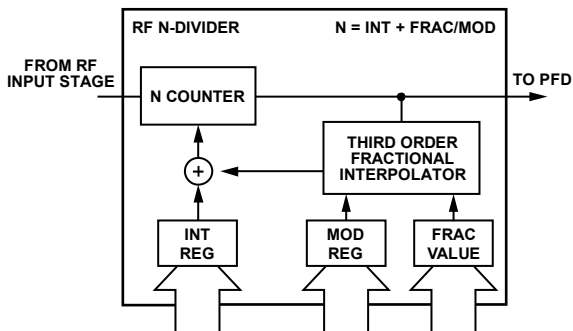 RF N-DIVIDER
N = INT + FRAC/MOD
FROM RF
INPUT STAGE
TO PFD
N COUNTER
THIRD ORDER
FRACTIONAL
INTERPOLATOR
+
INT
REG
MOD
REG
FRAC
VALUE